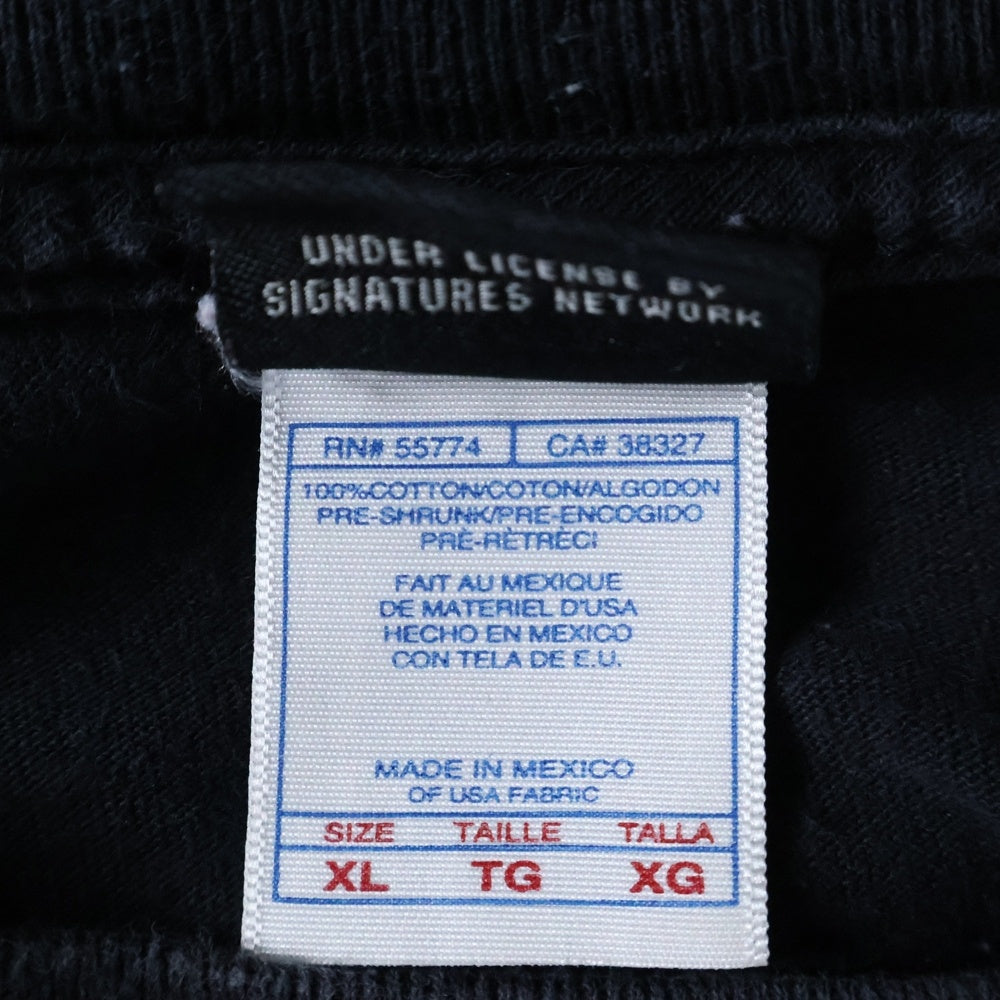 UNDER LICENSE BY
SIGNATURES NETWORK
RN# 55774 CA# 38327
100%COTTON/COTON/ALGODON
PRE-SHRUNK/PRE-ENCOGIDO
PRÈ-RÈTRÈCI
FAIT AU MEXIQUE
DE MATERIEL D'USA
HECHO EN MEXICO
CON TELA DE E.U.
MADE IN MEXICO
OF USA FABRIC
SIZE TAILLE TALLA
XL TG XG